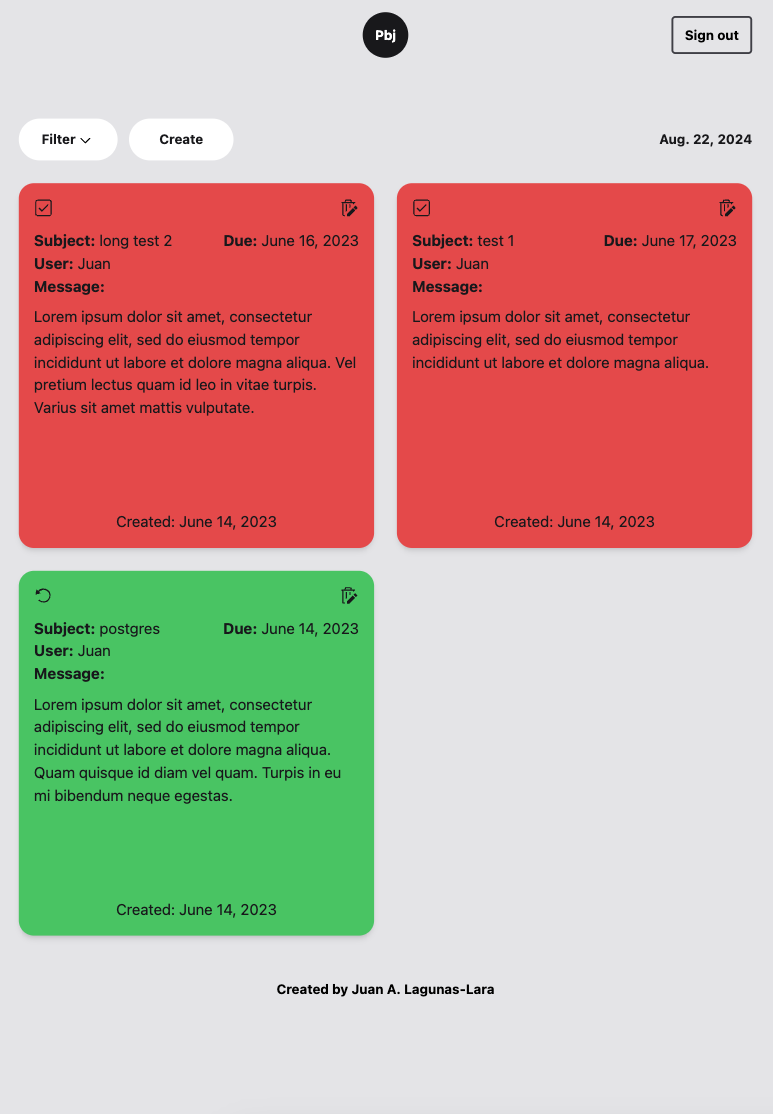 Pbj
Sign out
Filter
Create
Aug. 22, 2024
Subject: long test 2
Due: June 16, 2023
User: Juan
Message:
Lorem ipsum dolor sit amet, consectetur
adipiscing elit, sed do eiusmod tempor
incididunt ut labore et dolore magna aliqua. Vel
pretium lectus quam id leo in vitae turpis.
Varius sit amet mattis vulputate.
Created: June 14, 2023
Subject: test 1
Due: June 17, 2023
User: Juan
Message:
Lorem ipsum dolor sit amet, consectetur
adipiscing elit, sed do eiusmod tempor
incididunt ut labore et dolore magna aliqua.
Created: June 14, 2023
Subject: postgres
Due: June 14, 2023
User: Juan
Message:
Lorem ipsum dolor sit amet, consectetur
adipiscing elit, sed do eiusmod tempor
incididunt ut labore et dolore magna aliqua.
Quam quisque id diam vel quam. Turpis in eu
mi bibendum neque egestas.
Created: June 14, 2023
Created by Juan A. Lagunas-Lara